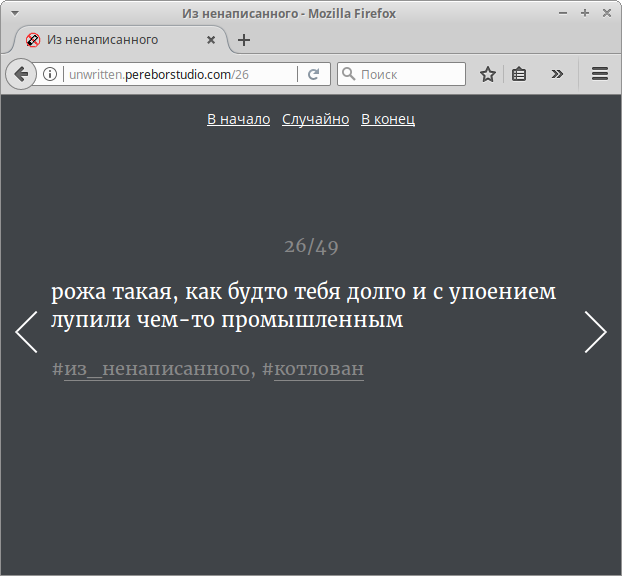 Из ненаписанного - Mozilla Firefox
Из ненаписанного
unwritten.pereborstudio.com/26
Поиск
В начало Случайно В конец
26/49
рожа такая, как будто тебя долго и с упоением
лупили чем-то промышленным
#из_ненаписанного, #котлован